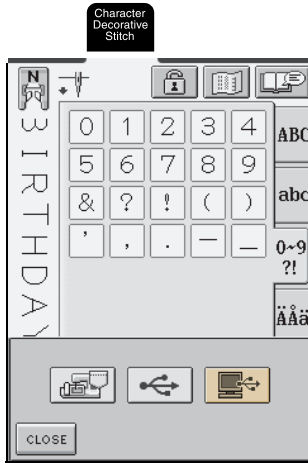 Character
Decorative
Stitch
N
BIRTHDAY
0 1 2 3 4
ABC
5 6 7 8 9
& ? ! ( )
abc
' , . – _
0~9
?!
ÄÅä
CLOSE